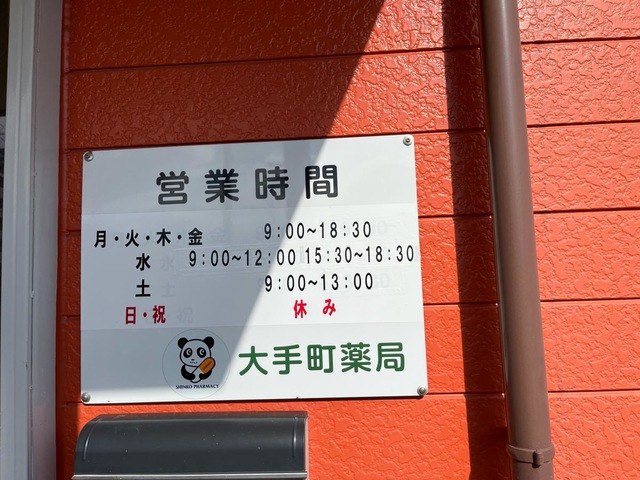 営業時間
月・火・木・金 9:00~18:30
水 9:00~12:00 15:30~18:30
土 9:00~13:00
日・祝 休み
SHINKO PHARMACY
大手町薬局